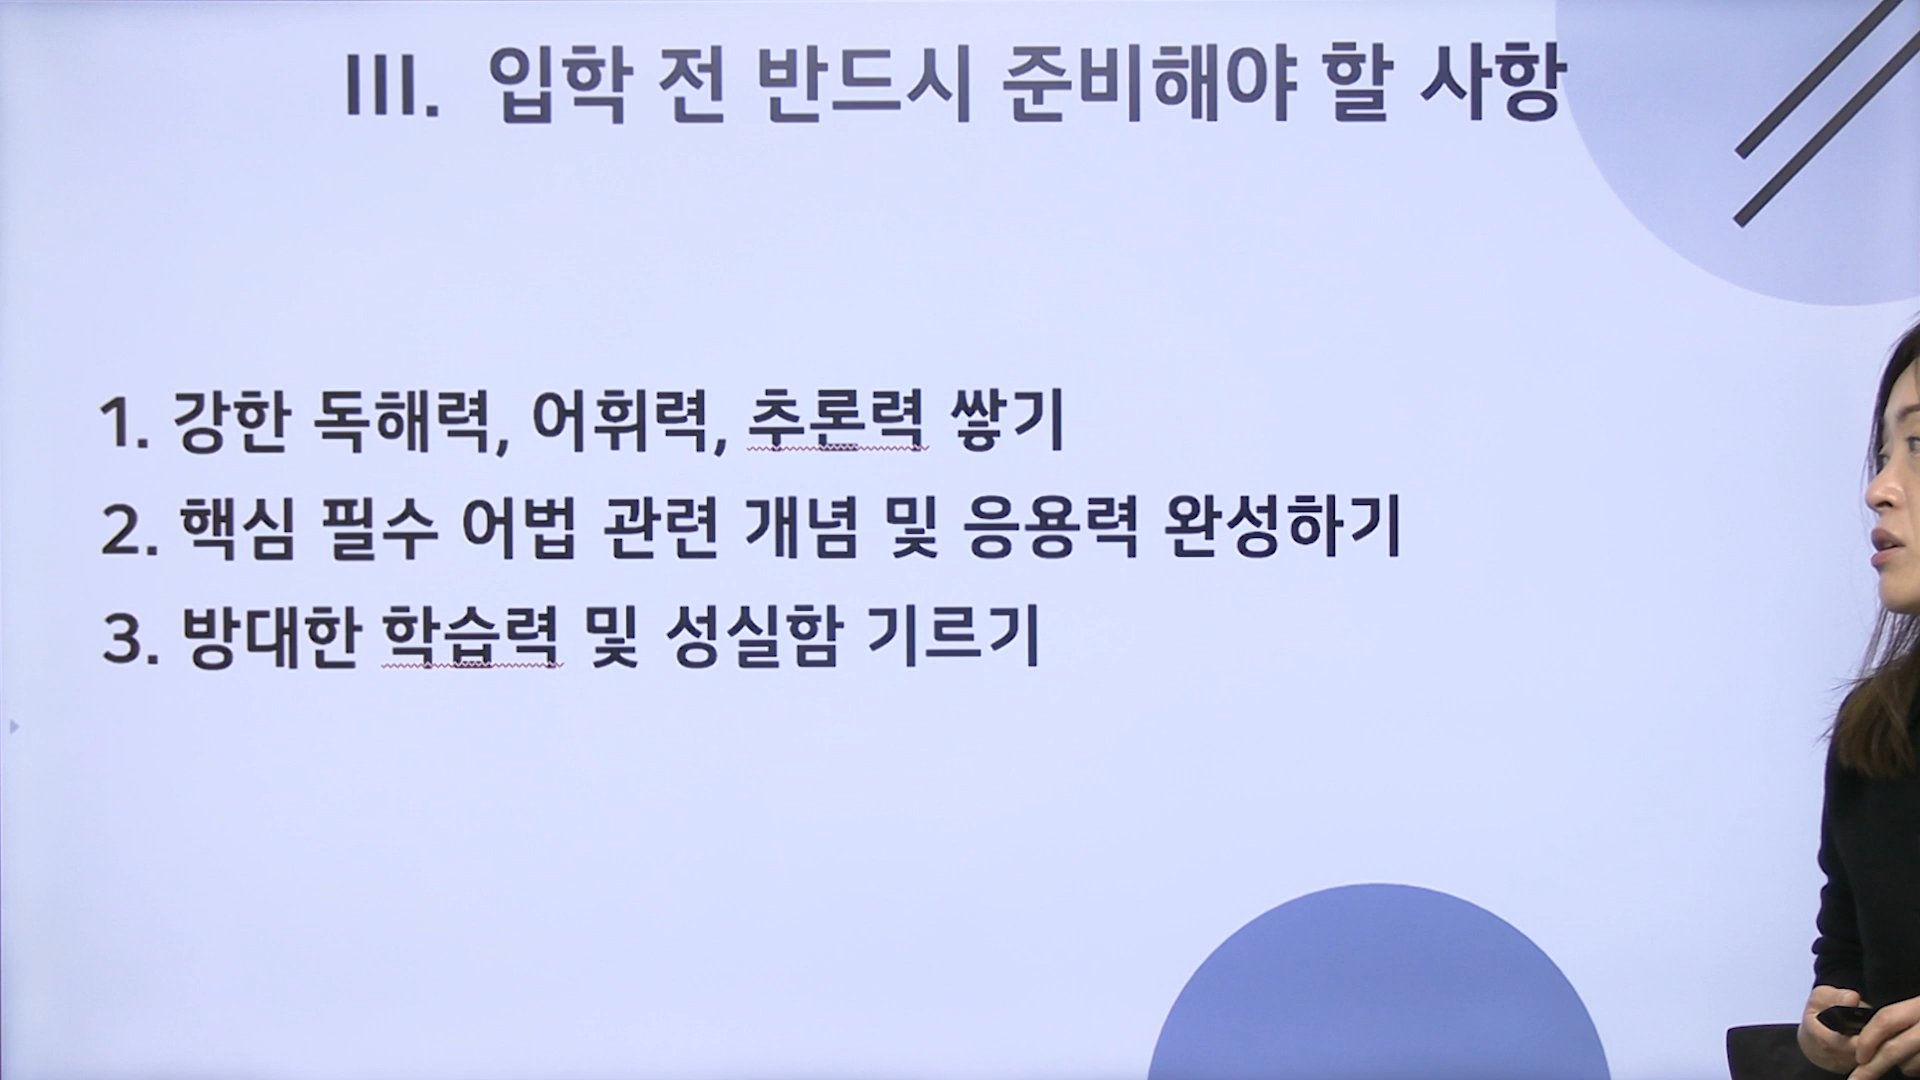 III. 입학 전 반드시 준비해야 할 사항
1. 강한 독해력, 어휘력, 추론력 쌓기
2. 핵심 필수 어법 관련 개념 및 응용력 완성하기
3. 방대한 학습력 및 성실함 기르기